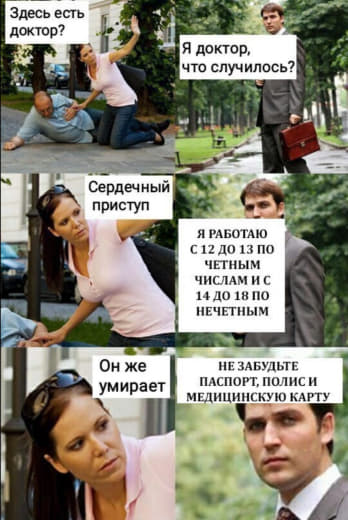 Здесь есть
доктор?
Я доктор,
что случилось?
Сердечный
приступ
Я РАБОТАЮ
С 12 ДО 13 ПО
ЧЕТНЫМ
ЧИСЛАМ И С
14 ДО 18 ПО
НЕЧЕТНЫМ
Он же
умирает
НЕ ЗАБУДЬТЕ
ПАСПОРТ, ПОЛИС И
МЕДИЦИНСКУЮ КАРТУ